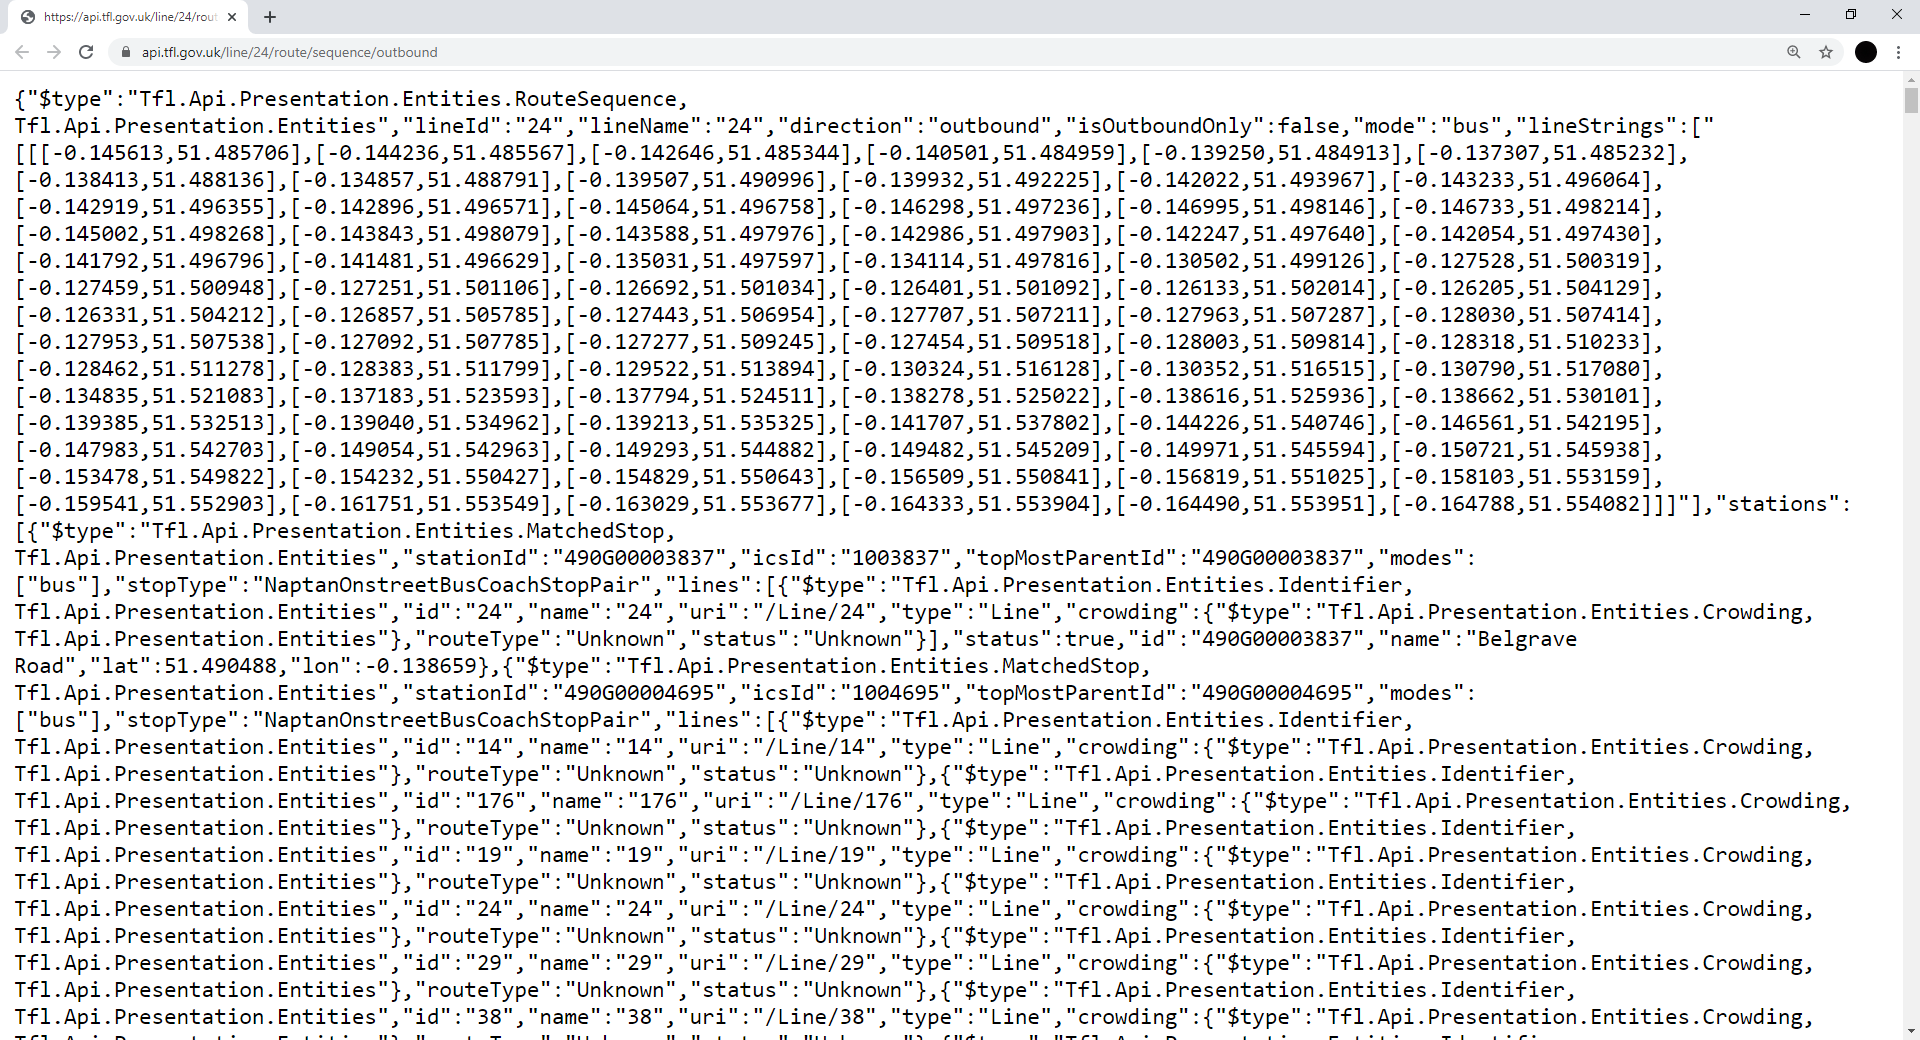 https://api.tfl.gov.uk/line/24/rout
api.tfl.gov.uk/line/24/route/sequence/outbound
{"$type":"Tfl.Api.Presentation.Entities.RouteSequence,
Tfl.Api.Presentation.Entities","lineId":"24","lineName":"24","direction":"outbound","isOutboundOnly":false,"mode":"bus","lineStrings":["
[[[-0.145613,51.485706],[-0.144236,51.485567],[-0.142646,51.485344],[-0.140501,51.484959],[-0.139250,51.484913],[-0.137307,51.485232],
[-0.138413,51.488136],[-0.134857,51.488791],[-0.139507,51.490996],[-0.139932,51.492225],[-0.142022,51.493967],[-0.143233,51.496064],
[-0.142919,51.496355],[-0.142896,51.496571],[-0.145064,51.496758],[-0.146298,51.497236],[-0.146995,51.498146],[-0.146733,51.498214],
[-0.145002,51.498268],[-0.143843,51.498079],[-0.143588,51.497976],[-0.142986,51.497903],[-0.142247,51.497640],[-0.142054,51.497430],
[-0.141792,51.496796],[-0.141481,51.496629],[-0.135031,51.497597],[-0.134114,51.497816],[-0.130502,51.499126],[-0.127528,51.500319],
[-0.127459,51.500948],[-0.127251,51.501106],[-0.126692,51.501034],[-0.126401,51.501092],[-0.126133,51.502014],[-0.126205,51.504129],
[-0.126331,51.504212],[-0.126857,51.505785],[-0.127443,51.506954],[-0.127707,51.507211],[-0.127963,51.507287],[-0.128030,51.507414],
[-0.127953,51.507538],[-0.127092,51.507785],[-0.127277,51.509245],[-0.127454,51.509518],[-0.128003,51.509814],[-0.128318,51.510233],
[-0.128462,51.511278],[-0.128383,51.511799],[-0.129522,51.513894],[-0.130324,51.516128],[-0.130352,51.516515],[-0.130790,51.517080],
[-0.134835,51.521083],[-0.137183,51.523593],[-0.137794,51.524511],[-0.138278,51.525022],[-0.138616,51.525936],[-0.138662,51.530101],
[-0.139385,51.532513],[-0.139040,51.534962],[-0.139213,51.535325],[-0.141707,51.537802],[-0.144226,51.540746],[-0.146561,51.542195],
[-0.147983,51.542703],[-0.149054,51.542963],[-0.149293,51.544882],[-0.149482,51.545209],[-0.149971,51.545594],[-0.150721,51.545938],
[-0.153478,51.549822],[-0.154232,51.550427],[-0.154829,51.550643],[-0.156509,51.550841],[-0.156819,51.551025],[-0.158103,51.553159],
[-0.159541,51.552903],[-0.161751,51.553549],[-0.163029,51.553677],[-0.164333,51.553904],[-0.164490,51.553951],[-0.164788,51.554082]]]"],"stations":
[{"$type":"Tfl.Api.Presentation.Entities.MatchedStop,
Tfl.Api.Presentation.Entities","stationId":"490G00003837","icsId":"1003837","topMostParentId":"490G00003837","modes":
["bus"],"stopType":"NaptanOnstreetBusCoachStopPair","lines":[{"$type":"Tfl.Api.Presentation.Entities.Identifier,
Tfl.Api.Presentation.Entities","id":"24","name":"24","uri":"/Line/24","type":"Line","crowding":{"$type":"Tfl.Api.Presentation.Entities.Crowding,
Tfl.Api.Presentation.Entities"},"routeType":"Unknown","status":"Unknown"}],"status":true,"id":"490G00003837","name":"Belgrave
Road","lat":51.490488,"lon":-0.138659},{"$type":"Tfl.Api.Presentation.Entities.MatchedStop,
Tfl.Api.Presentation.Entities","stationId":"490G00004695","icsId":"1004695","topMostParentId":"490G00004695","modes":
["bus"],"stopType":"NaptanOnstreetBusCoachStopPair","lines":[{"$type":"Tfl.Api.Presentation.Entities.Identifier,
Tfl.Api.Presentation.Entities","id":"14","name":"14","uri":"/Line/14","type":"Line","crowding":{"$type":"Tfl.Api.Presentation.Entities.Crowding,
Tfl.Api.Presentation.Entities"},"routeType":"Unknown","status":"Unknown"},{"$type":"Tfl.Api.Presentation.Entities.Identifier,
Tfl.Api.Presentation.Entities","id":"176","name":"176","uri":"/Line/176","type":"Line","crowding":{"$type":"Tfl.Api.Presentation.Entities.Crowding,
Tfl.Api.Presentation.Entities"},"routeType":"Unknown","status":"Unknown"},{"$type":"Tfl.Api.Presentation.Entities.Identifier,
Tfl.Api.Presentation.Entities","id":"19","name":"19","uri":"/Line/19","type":"Line","crowding":{"$type":"Tfl.Api.Presentation.Entities.Crowding,
Tfl.Api.Presentation.Entities"},"routeType":"Unknown","status":"Unknown"},{"$type":"Tfl.Api.Presentation.Entities.Identifier,
Tfl.Api.Presentation.Entities","id":"24","name":"24","uri":"/Line/24","type":"Line","crowding":{"$type":"Tfl.Api.Presentation.Entities.Crowding,
Tfl.Api.Presentation.Entities"},"routeType":"Unknown","status":"Unknown"},{"$type":"Tfl.Api.Presentation.Entities.Identifier,
Tfl.Api.Presentation.Entities","id":"29","name":"29","uri":"/Line/29","type":"Line","crowding":{"$type":"Tfl.Api.Presentation.Entities.Crowding,
Tfl.Api.Presentation.Entities"},"routeType":"Unknown","status":"Unknown"},{"$type":"Tfl.Api.Presentation.Entities.Identifier,
Tfl.Api.Presentation.Entities","id":"38","name":"38","uri":"/Line/38","type":"Line","crowding":{"$type":"Tfl.Api.Presentation.Entities.Crowding,